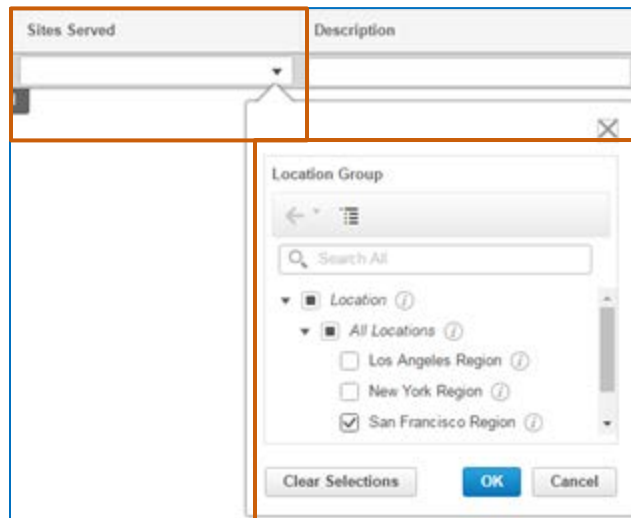 Sites Served Description
Location Group
Search All
Location
All Locations
Los Angeles Region
New York Region
San Francisco Region
Clear Selections OK Cancel